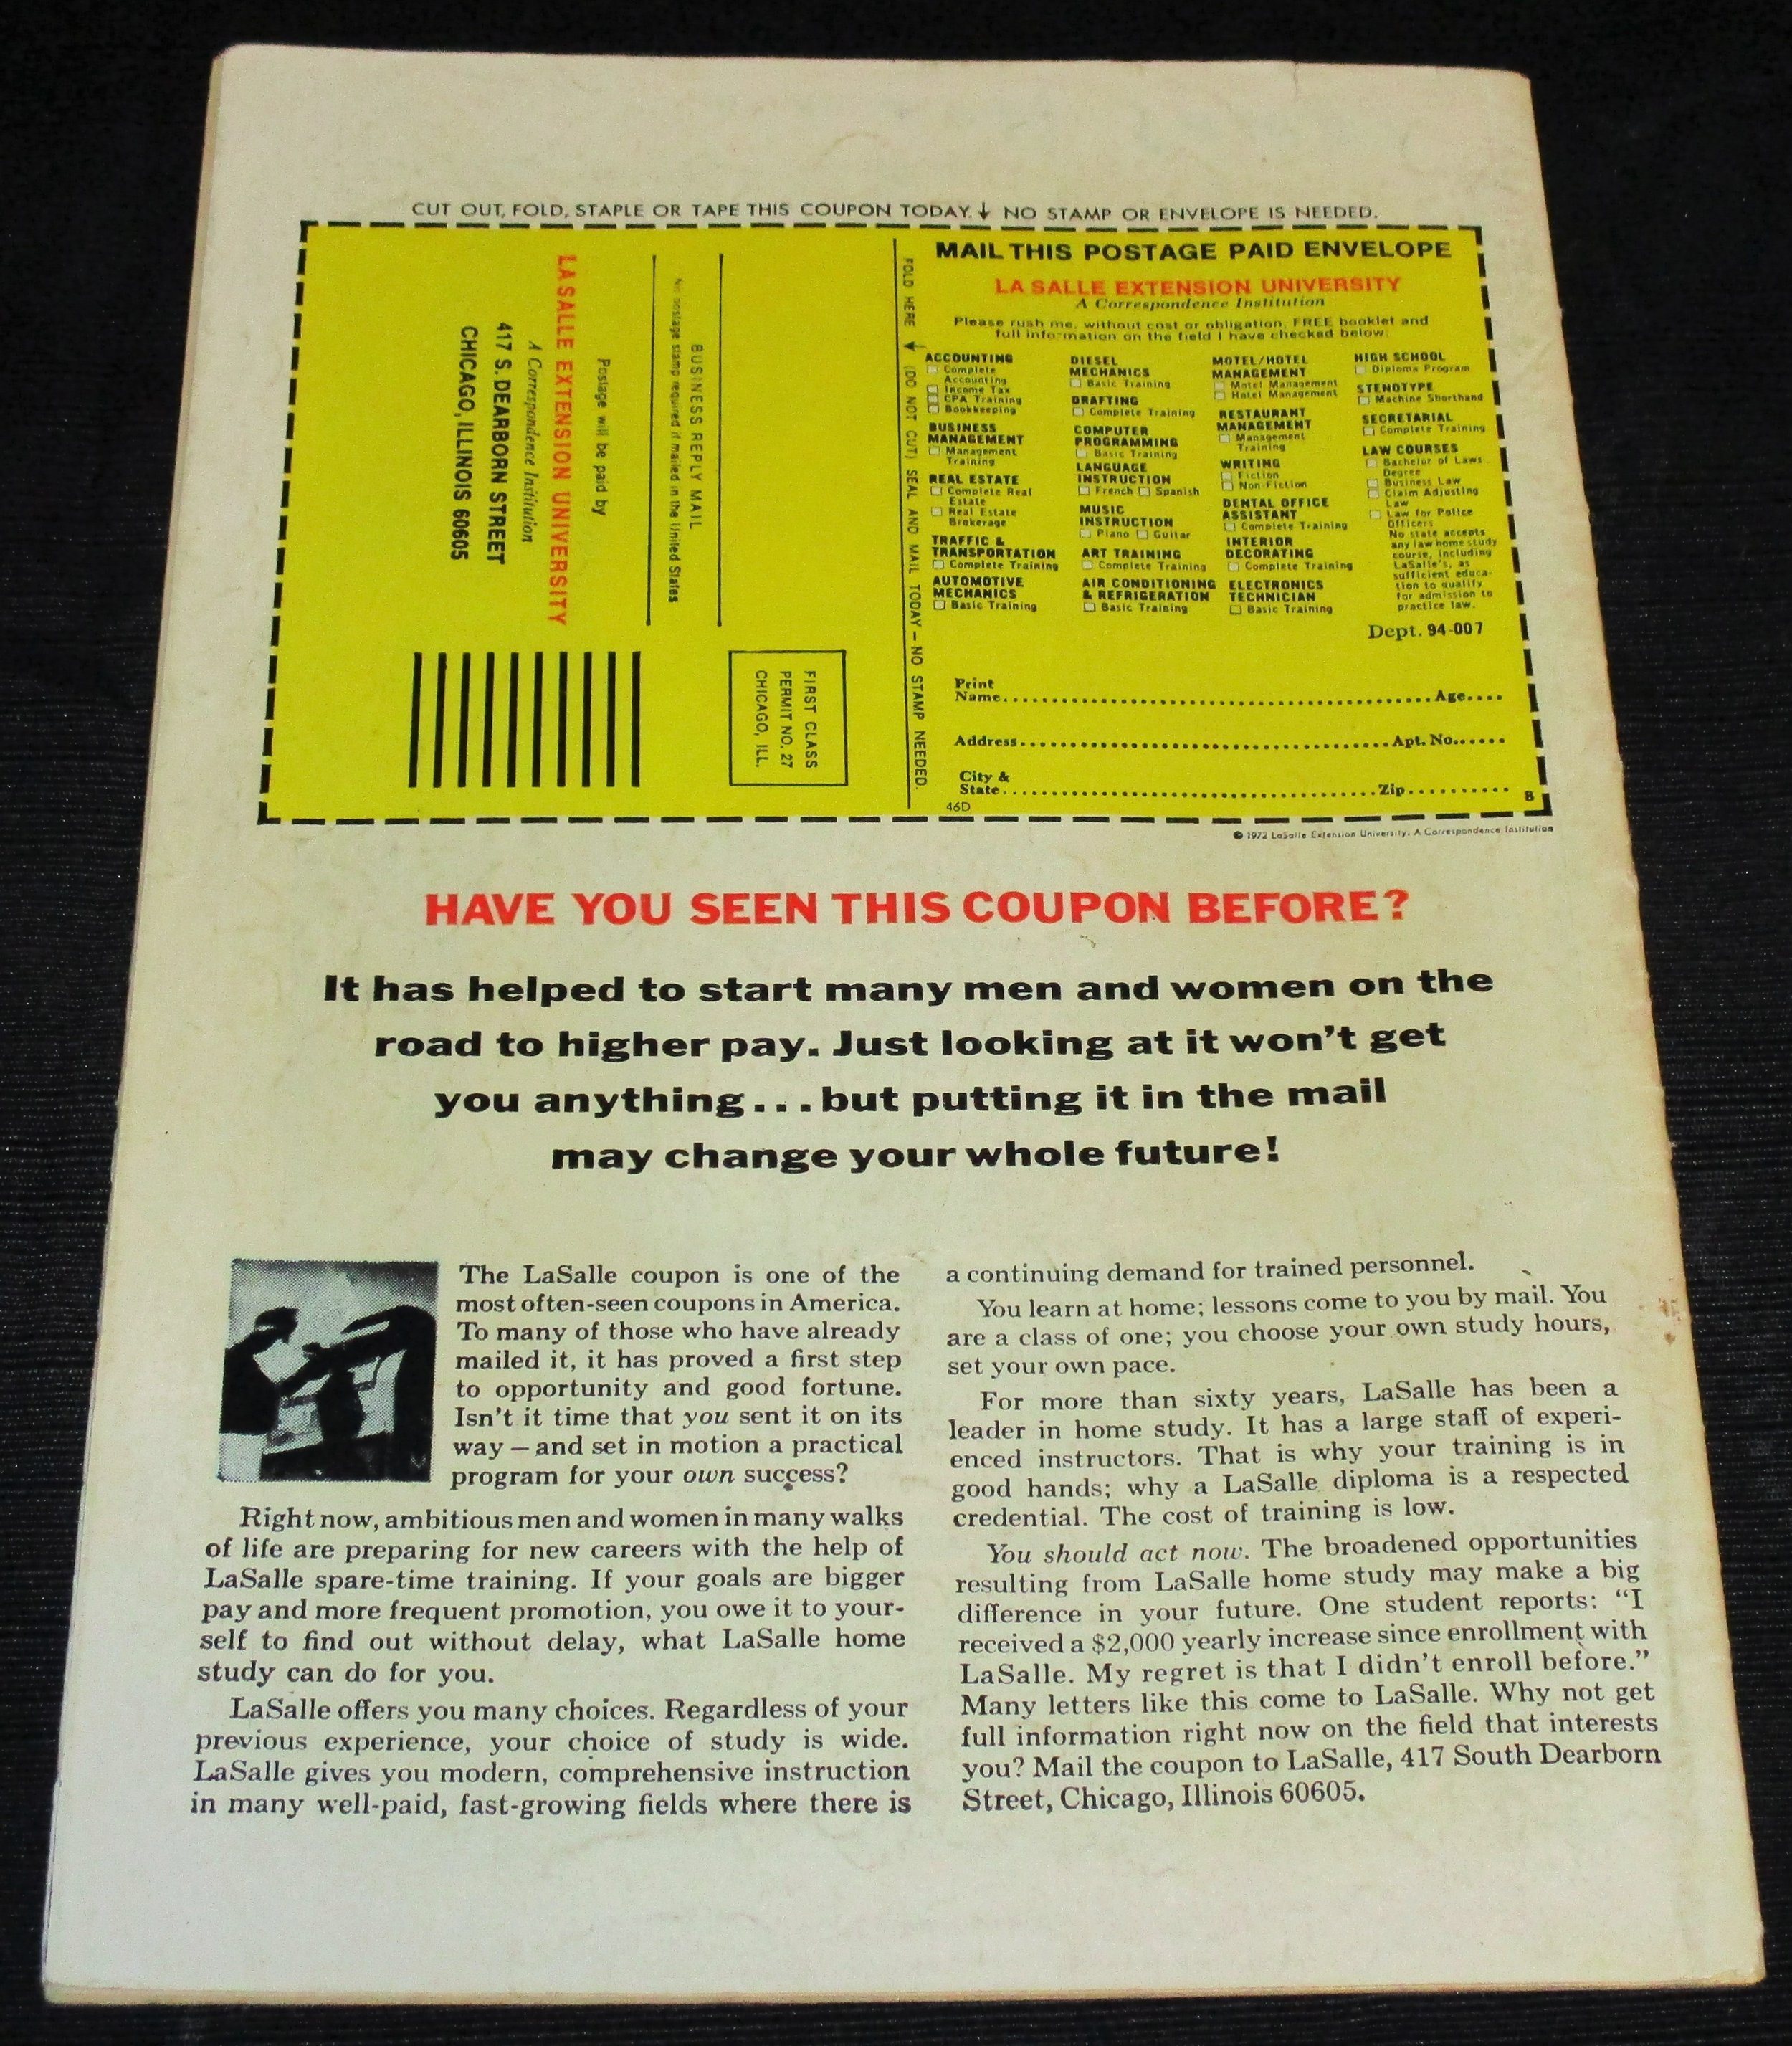 CUT OUT, FOLD, STAPLE OR TAPE THIS COUPON TODAY. ↓ NO STAMP OR ENVELOPE IS NEEDED.
FIRST CLASS
PERMIT NO. 27
CHICAGO, ILL.
BUSINESS REPLY MAIL
No postage stamp required if mailed in the United States
Postage will be paid by
LASALLE EXTENSION UNIVERSITY
A Correspondence Institution
417 S. DEARBORN STREET
CHICAGO, ILLINOIS 60605
FOLD HERE (DO NOT CUT) SEAL AND MAIL TODAY — NO STAMP NEEDED.
MAIL THIS POSTAGE PAID ENVELOPE
LA SALLE EXTENSION UNIVERSITY
A Correspondence Institution
Please rush me, without cost or obligation, FREE booklet and
full information on the field I have checked below:
ACCOUNTING
Complete
Accounting
Income Tax
CPA Training
Bookkeeping
BUSINESS
MANAGEMENT
Management
Training
REAL ESTATE
Complete Real
Estate
Real Estate
Brokerage
TRAFFIC &
TRANSPORTATION
Complete Training
AUTOMOTIVE
MECHANICS
Basic Training
DIESEL
MECHANICS
Basic Training
DRAFTING
Complete Training
COMPUTER
PROGRAMMING
Basic Training
LANGUAGE
INSTRUCTION
French Spanish
MUSIC
INSTRUCTION
Piano Guitar
ART TRAINING
Complete Training
AIR CONDITIONING
& REFRIGERATION
Basic Training
MOTEL/HOTEL
MANAGEMENT
Motel Management
Hotel Management
RESTAURANT
MANAGEMENT
Management
Training
WRITING
Fiction
Non-Fiction
DENTAL OFFICE
ASSISTANT
Complete Training
INTERIOR
DECORATING
Complete Training
ELECTRONICS
TECHNICIAN
Basic Training
HIGH SCHOOL
Diploma Program
STENOTYPE
Machine Shorthand
SECRETARIAL
Complete Training
LAW COURSES
Bachelor of Laws
Degree
Business Law
Claim Adjusting
Law
Law for Police
Officers
No state accepts
any law home study
course, including
LaSalle's, as
sufficient educa-
tion to qualify
for admission to
practice law.
Dept. 94-007
Print
Name Age
Address Apt. No.
City &
State Zip
46D
8
© 1972 LaSalle Extension University. A Correspondence Institution
HAVE YOU SEEN THIS COUPON BEFORE?
It has helped to start many men and women on the
road to higher pay. Just looking at it won't get
you anything...but putting it in the mail
may change your whole future!
The LaSalle coupon is one of the
most often-seen coupons in America.
To many of those who have already
mailed it, it has proved a first step
to opportunity and good fortune.
Isn't it time that you sent it on its
way — and set in motion a practical
program for your own success?
Right now, ambitious men and women in many walks
of life are preparing for new careers with the help of
LaSalle spare-time training. If your goals are bigger
pay and more frequent promotion, you owe it to your-
self to find out without delay, what LaSalle home
study can do for you.
LaSalle offers you many choices. Regardless of your
previous experience, your choice of study is wide.
LaSalle gives you modern, comprehensive instruction
in many well-paid, fast-growing fields where there is
a continuing demand for trained personnel.
You learn at home; lessons come to you by mail. You
are a class of one; you choose your own study hours,
set your own pace.
For more than sixty years, LaSalle has been a
leader in home study. It has a large staff of experi-
enced instructors. That is why your training is in
good hands; why a LaSalle diploma is a respected
credential. The cost of training is low.
You should act now. The broadened opportunities
resulting from LaSalle home study may make a big
difference in your future. One student reports: "I
received a $2,000 yearly increase since enrollment with
LaSalle. My regret is that I didn't enroll before."
Many letters like this come to LaSalle. Why not get
full information right now on the field that interests
you? Mail the coupon to LaSalle, 417 South Dearborn
Street, Chicago, Illinois 60605.